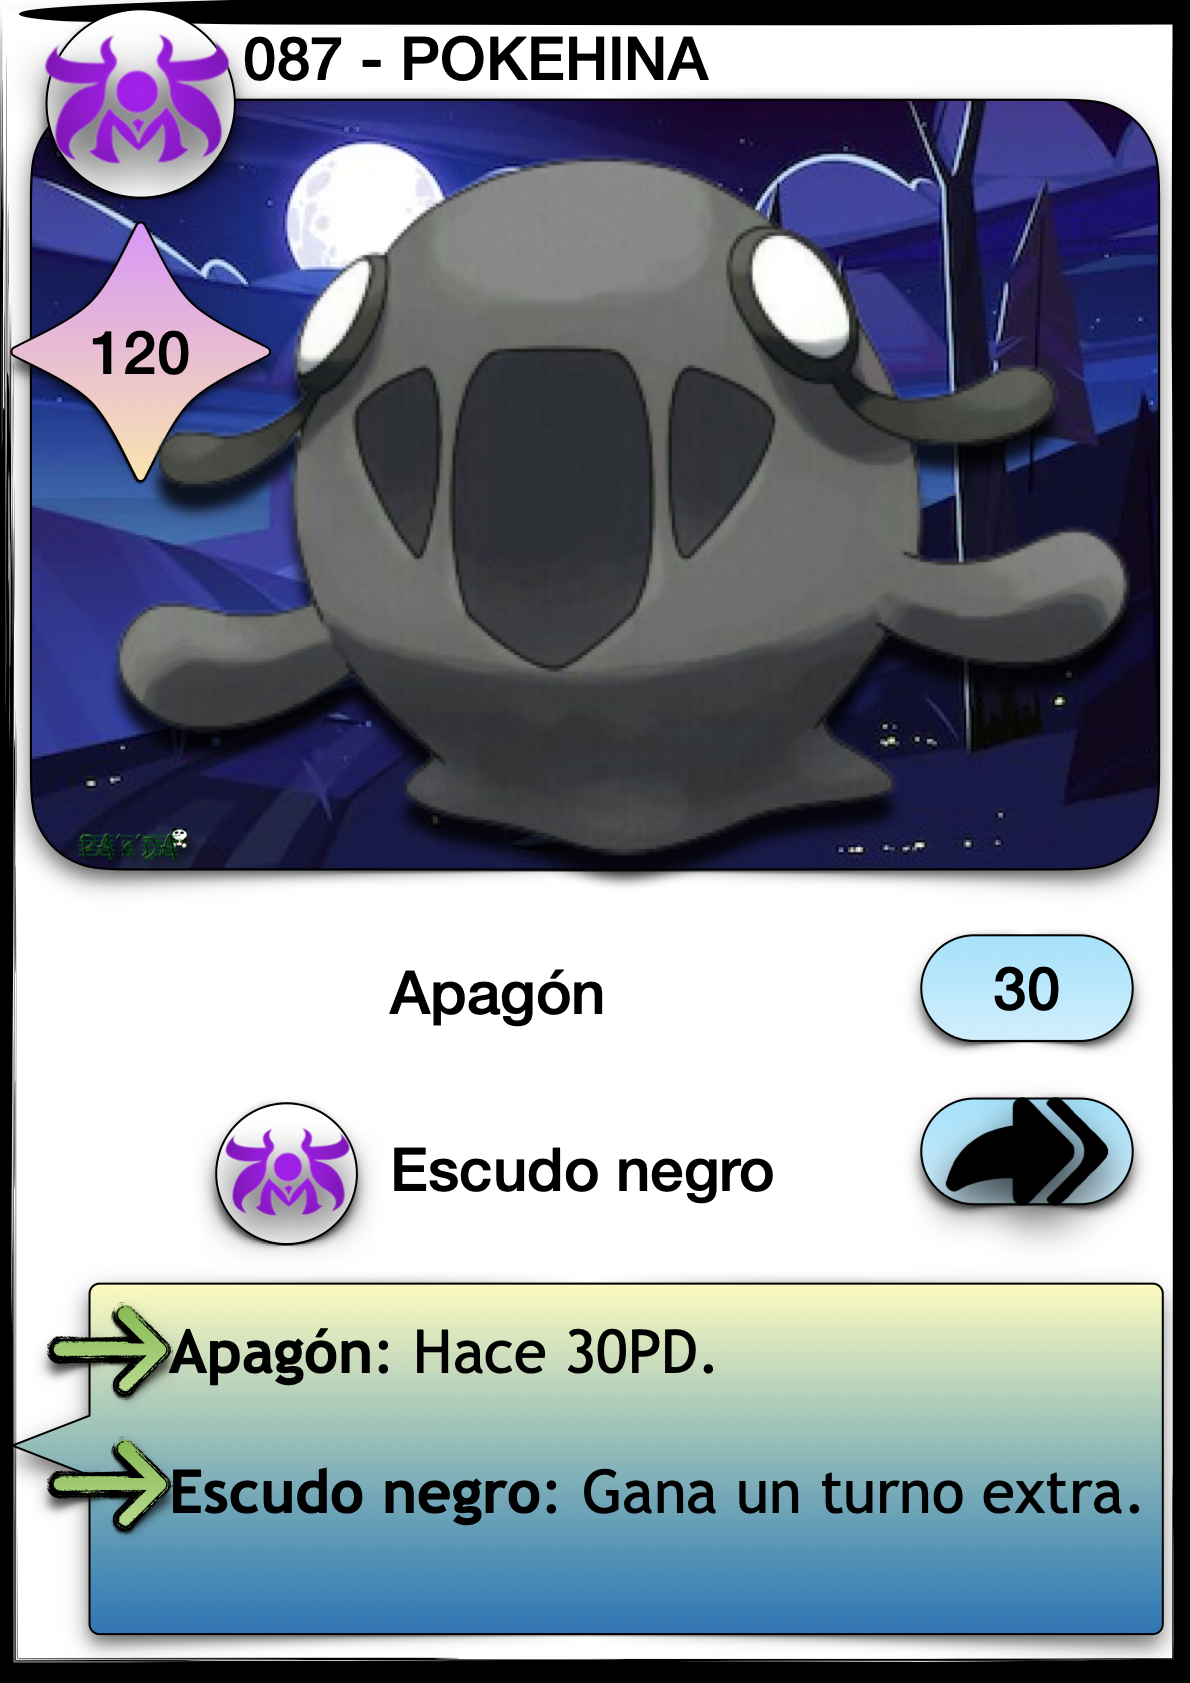 087 - POKEHINA
120
Apagón
30
Escudo negro
Apagón: Hace 30PD.
Escudo negro: Gana un turno extra.